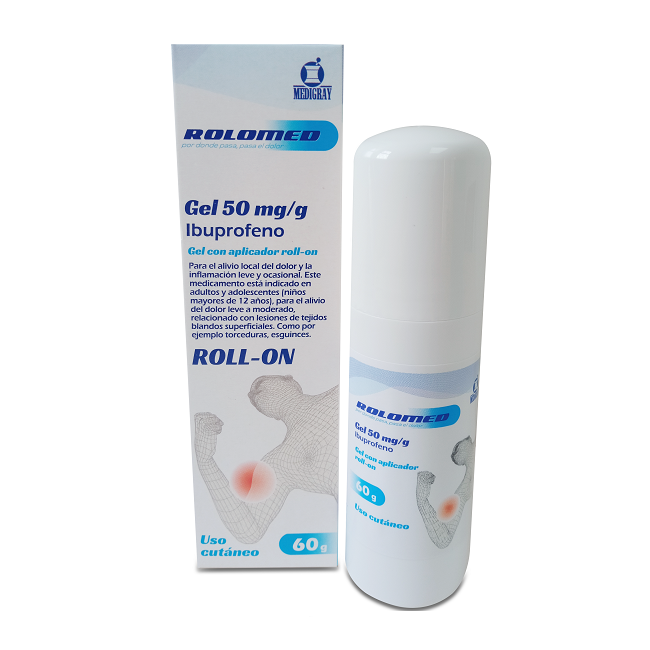 MEDIGRAY
ROLOMED
por donde pasa, pasa el dolor
Gel 50 mg/g
Ibuprofeno
Gel con aplicador roll-on
Para el alivio local del dolor y la
inflamación leve y ocasional. Este
medicamento está indicado en
adultos y adolescentes (niños
mayores de 12 años), para el alivio
del dolor leve a moderado,
relacionado con lesiones de tejidos
blandos superficiales. Como por
ejemplo torceduras, esguinces.
ROLL-ON
Uso
cutáneo
60 g
ROLOMED
Gel 50 mg/g
Ibuprofeno
Gel con aplicador
roll-on
60 g
Uso cutáneo